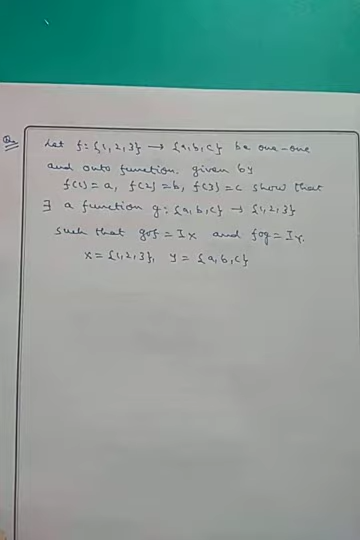 Q2 Let f: {1, 2, 3} → {a, b, c} be one-one
and onto function. given by
f(1) = a, f(2) = b, f(3) = c show that
∃ a function g: {a, b, c} → {1, 2, 3}
such that gof = Ix and fog = Iy.
x = {1, 2, 3}, y = {a, b, c}